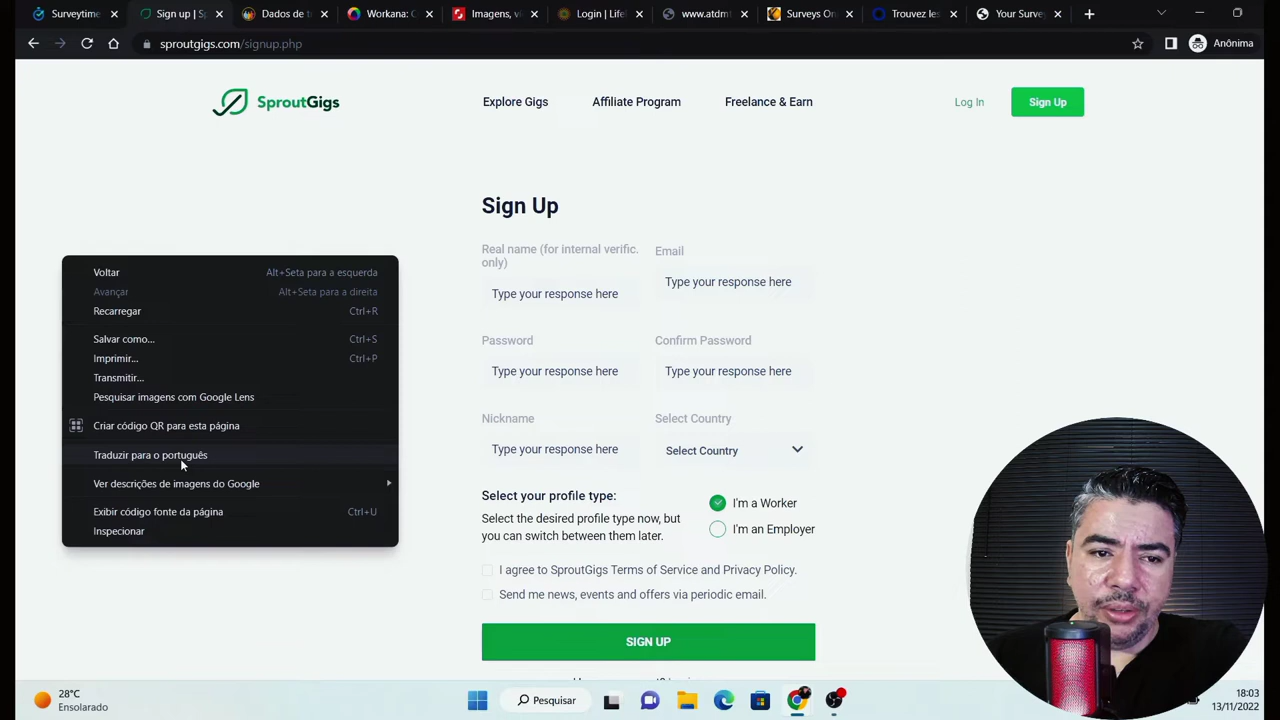 Surveytime
Sign up | S
Dados de t
Workana: C
Imagens, v
Login | Life
www.atdmt
Surveys On
Trouvez les
Your Surve
sproutgigs.com/signup.php
Anônima
SproutGigs
Explore Gigs
Affiliate Program
Freelance & Earn
Log In
Sign Up
Sign Up
Real name (for internal verific.
only)
Email
Type your response here
Type your response here
Password
Confirm Password
Type your response here
Type your response here
Nickname
Select Country
Type your response here
Select Country
Select your profile type:
Select the desired profile type now, but
you can switch between them later.
I'm a Worker
I'm an Employer
I agree to SproutGigs Terms of Service and Privacy Policy.
Send me news, events and offers via periodic email.
SIGN UP
Voltar Alt+Seta para a esquerda
Avançar Alt+Seta para a direita
Recarregar Ctrl+R
Salvar como... Ctrl+S
Imprimir... Ctrl+P
Transmitir...
Pesquisar imagens com Google Lens
Criar código QR para esta página
Traduzir para o português
Ver descrições de imagens do Google
Exibir código fonte da página Ctrl+U
Inspecionar
28°C
Ensolarado
Pesquisar
18:03
13/11/2022